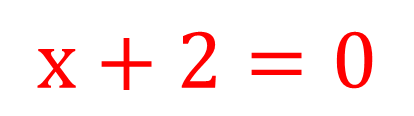 x + 2 = 0